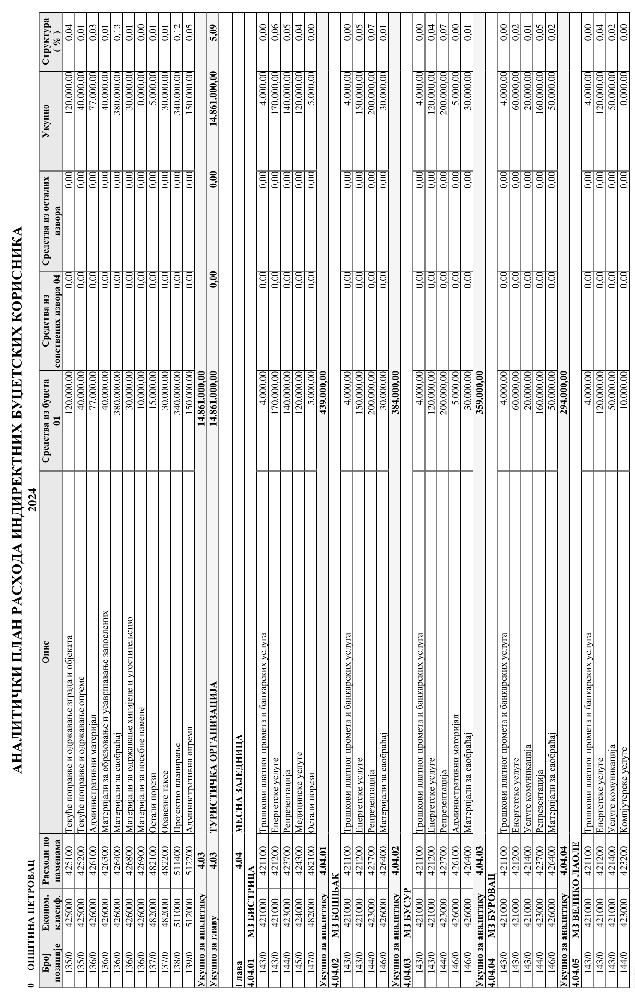 АНАЛИТИЧКИ ПЛАН РАСХОДА ИНДИРЕКТНИХ БУЏЕТСКИХ КОРИСНИКА
0 ОПШТИНА ПЕТРОВАЦ 2024
Број позиције Економ. класиф. Расходи по наменама Опис Средства из буџета 01 Средства из сопствених извора 04 Средства из осталих извора Укупно Структура ( % )
135/0 425000 425100 Текуће поправке и одржавање зграда и објеката 120.000,00 0,00 0,00 120.000,00 0,04
135/0 425000 425200 Текуће поправке и одржавање опреме 40.000,00 0,00 0,00 40.000,00 0,01
136/0 426000 426100 Административни материјал 77.000,00 0,00 0,00 77.000,00 0,03
136/0 426000 426300 Материјали за образовање и усавршавање запослених 40.000,00 0,00 0,00 40.000,00 0,01
136/0 426000 426400 Материјали за саобраћај 380.000,00 0,00 0,00 380.000,00 0,13
136/0 426000 426800 Материјали за одржавање хигијене и угоститељство 30.000,00 0,00 0,00 30.000,00 0,01
136/0 426000 426900 Материјали за посебне намене 10.000,00 0,00 0,00 10.000,00 0,00
137/0 482000 482100 Остали порези 15.000,00 0,00 0,00 15.000,00 0,01
137/0 482000 482200 Обавезне таксе 30.000,00 0,00 0,00 30.000,00 0,01
138/0 511000 511400 Пројектно планирање 340.000,00 0,00 0,00 340.000,00 0,12
139/0 512000 512200 Административна опрема 150.000,00 0,00 0,00 150.000,00 0,05
Укупно за аналитику 4.03 14.861.000,00
Укупно за главу 4.03 ТУРИСТИЧКА ОРГАНИЗАЦИЈА 14.861.000,00 0,00 0,00 14.861.000,00 5,09
Глава 4.04 МЕСНА ЗАЈЕДНИЦА
4.04.01 МЗ БИСТРИЦА
143/0 421000 421100 Трошкови платног промета и банкарских услуга 4.000,00 0,00 0,00 4.000,00 0,00
143/0 421000 421200 Енергетске услуге 170.000,00 0,00 0,00 170.000,00 0,06
144/0 423000 423700 Репрезентација 140.000,00 0,00 0,00 140.000,00 0,05
145/0 424000 424300 Медицинске услуге 120.000,00 0,00 0,00 120.000,00 0,04
147/0 482000 482100 Остали порези 5.000,00 0,00 0,00 5.000,00 0,00
Укупно за аналитику 4.04.01 439.000,00
4.04.02 МЗ БОШЊАК
143/0 421000 421100 Трошкови платног промета и банкарских услуга 4.000,00 0,00 0,00 4.000,00 0,00
143/0 421000 421200 Енергетске услуге 150.000,00 0,00 0,00 150.000,00 0,05
144/0 423000 423700 Репрезентација 200.000,00 0,00 0,00 200.000,00 0,07
146/0 426000 426400 Материјали за саобраћај 30.000,00 0,00 0,00 30.000,00 0,01
Укупно за аналитику 4.04.02 384.000,00
4.04.03 МЗ БУСУР
143/0 421000 421100 Трошкови платног промета и банкарских услуга 4.000,00 0,00 0,00 4.000,00 0,00
143/0 421000 421200 Енергетске услуге 120.000,00 0,00 0,00 120.000,00 0,04
144/0 423000 423700 Репрезентација 200.000,00 0,00 0,00 200.000,00 0,07
146/0 426000 426100 Административни материјал 5.000,00 0,00 0,00 5.000,00 0,00
146/0 426000 426400 Материјали за саобраћај 30.000,00 0,00 0,00 30.000,00 0,01
Укупно за аналитику 4.04.03 359.000,00
4.04.04 МЗ БУРОВАЦ
143/0 421000 421100 Трошкови платног промета и банкарских услуга 4.000,00 0,00 0,00 4.000,00 0,00
143/0 421000 421200 Енергетске услуге 60.000,00 0,00 0,00 60.000,00 0,02
143/0 421000 421400 Услуге комуникација 20.000,00 0,00 0,00 20.000,00 0,01
144/0 423000 423700 Репрезентација 160.000,00 0,00 0,00 160.000,00 0,05
146/0 426000 426400 Материјали за саобраћај 50.000,00 0,00 0,00 50.000,00 0,02
Укупно за аналитику 4.04.04 294.000,00
4.04.05 МЗ ВЕЛИКО ЛАОЛЕ
143/0 421000 421100 Трошкови платног промета и банкарских услуга 4.000,00 0,00 0,00 4.000,00 0,00
143/0 421000 421200 Енергетске услуге 120.000,00 0,00 0,00 120.000,00 0,04
143/0 421000 421400 Услуге комуникација 50.000,00 0,00 0,00 50.000,00 0,02
144/0 423000 423200 Компјутерске услуге 10.000,00 0,00 0,00 10.000,00 0,00